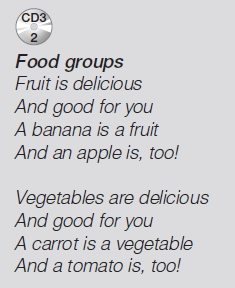 CD3
2
Food groups
Fruit is delicious
And good for you
A banana is a fruit
And an apple is, too!
Vegetables are delicious
And good for you
A carrot is a vegetable
And a tomato is, too!